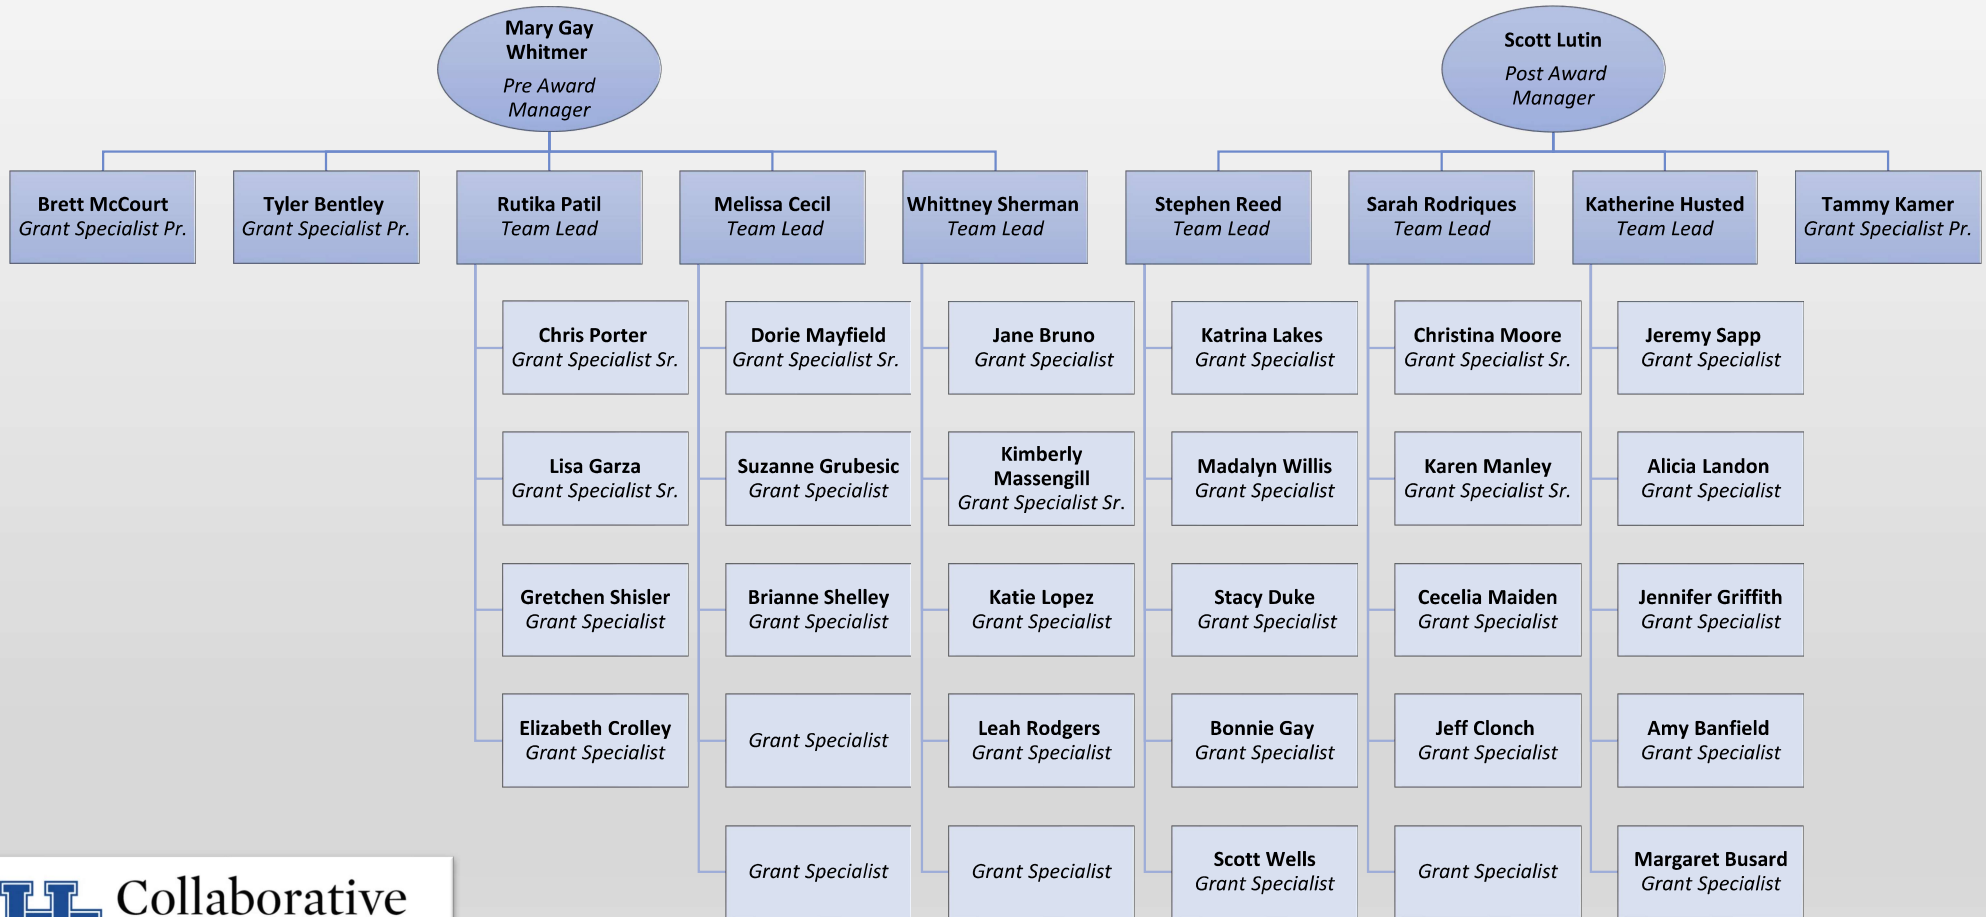 Mary Gay
Whitmer
Pre Award
Manager
Scott Lutin
Post Award
Manager
Brett McCourt
Grant Specialist Pr.
Tyler Bentley
Grant Specialist Pr.
Rutika Patil
Team Lead
Melissa Cecil
Team Lead
Whittney Sherman
Team Lead
Stephen Reed
Team Lead
Sarah Rodriques
Team Lead
Katherine Husted
Team Lead
Tammy Kamer
Grant Specialist Pr.
Chris Porter
Grant Specialist Sr.
Dorie Mayfield
Grant Specialist Sr.
Jane Bruno
Grant Specialist
Katrina Lakes
Grant Specialist
Christina Moore
Grant Specialist Sr.
Jeremy Sapp
Grant Specialist
Lisa Garza
Grant Specialist Sr.
Suzanne Grubesic
Grant Specialist
Kimberly
Massengill
Grant Specialist Sr.
Madalyn Willis
Grant Specialist
Karen Manley
Grant Specialist Sr.
Alicia Landon
Grant Specialist
Gretchen Shisler
Grant Specialist
Brianne Shelley
Grant Specialist
Katie Lopez
Grant Specialist
Stacy Duke
Grant Specialist
Cecelia Maiden
Grant Specialist
Jennifer Griffith
Grant Specialist
Elizabeth Crolley
Grant Specialist
Grant Specialist
Leah Rodgers
Grant Specialist
Bonnie Gay
Grant Specialist
Jeff Clonch
Grant Specialist
Amy Banfield
Grant Specialist
Grant Specialist
Grant Specialist
Scott Wells
Grant Specialist
Grant Specialist
Margaret Busard
Grant Specialist
Collaborative